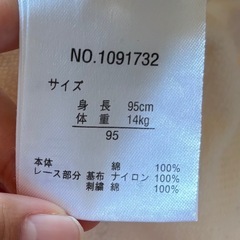 NO.1091732
サイズ
身 長 95cm
体 重 14kg
95
本体 綿 100%
レース部分 基布 ナイロン 100%
刺繍 綿 100%